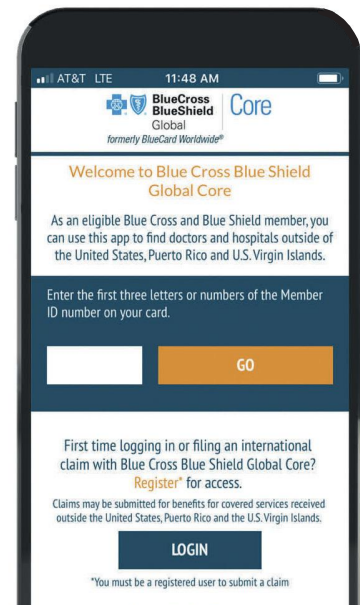 AT&T LTE 11:48 AM
BlueCross
BlueShield
Global
Core
formerly BlueCard Worldwide®
Welcome to Blue Cross Blue Shield
Global Core
As an eligible Blue Cross and Blue Shield member, you
can use this app to find doctors and hospitals outside of
the United States, Puerto Rico and U.S. Virgin Islands.
Enter the first three letters or numbers of the Member
ID number on your card.
GO
First time logging in or filing an international
claim with Blue Cross Blue Shield Global Core?
Register* for access.
Claims may be submitted for benefits for covered services received
outside the United States, Puerto Rico and the U.S. Virgin Islands.
LOGIN
*You must be a registered user to submit a claim